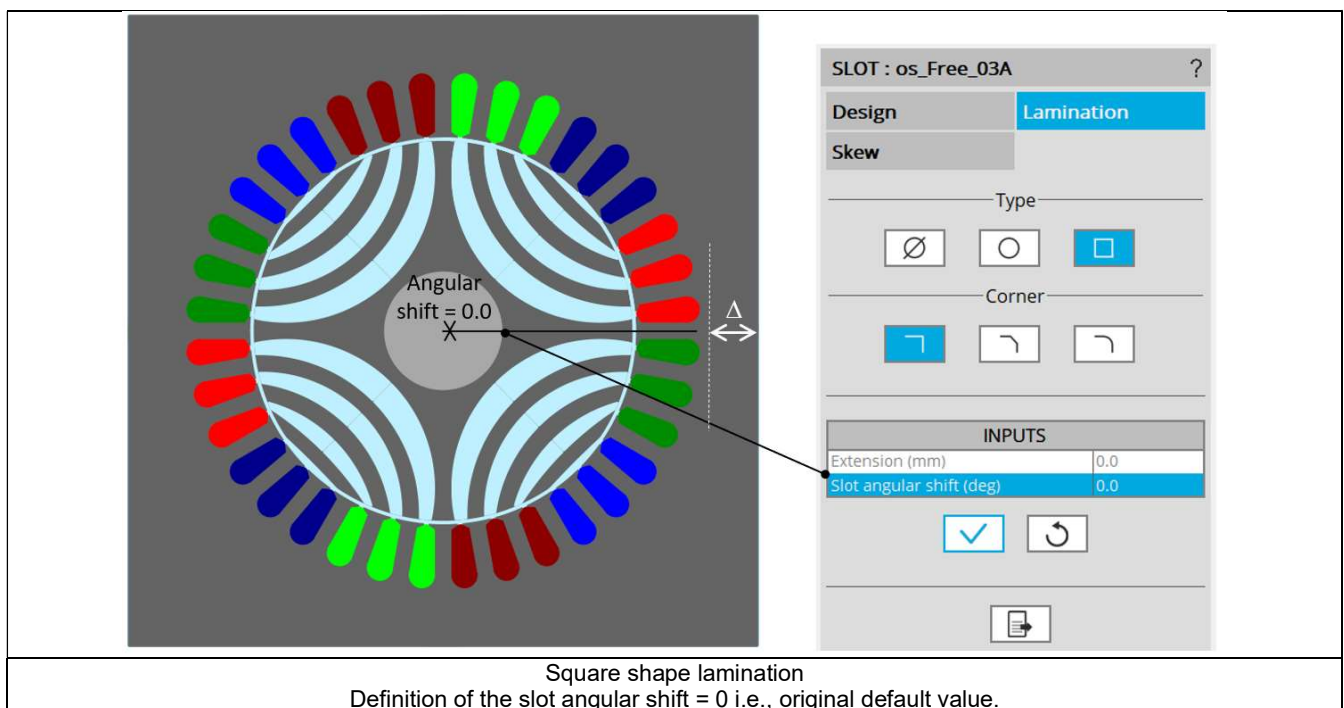 SLOT : os_Free_03A ?
Design Lamination
Skew
Type
Corner
Angular
shift = 0.0
Δ
INPUTS
Extension (mm) 0.0
Slot angular shift (deg) 0.0
Square shape lamination
Definition of the slot angular shift = 0 i.e., original default value.